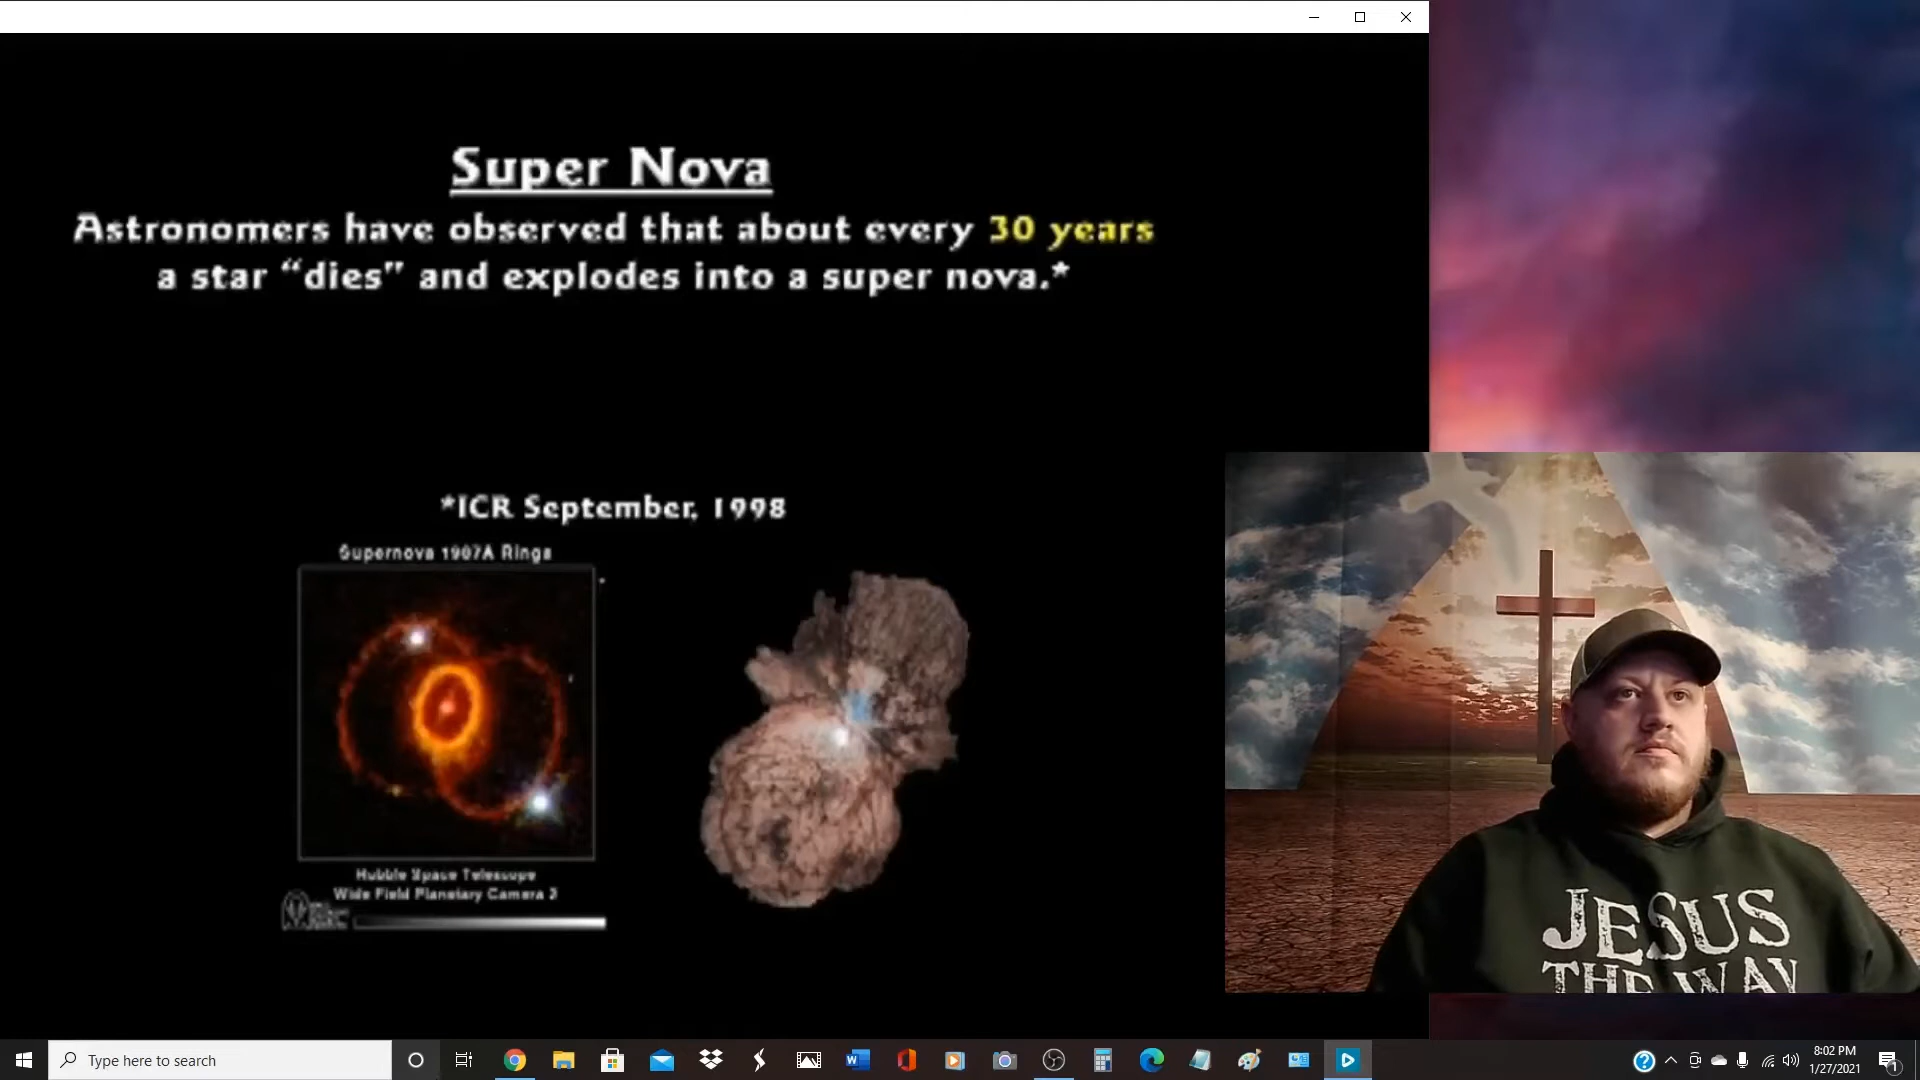 Super Nova
Astronomers have observed that about every 30 years
a star “dies” and explodes into a super nova.*
*ICR September, 1998
Supernova 1987A Rings
Hubble Space Telescope
Wide Field Planetary Camera 2
JESUS
THE WAY
Type here to search
8:02 PM
1/27/2021